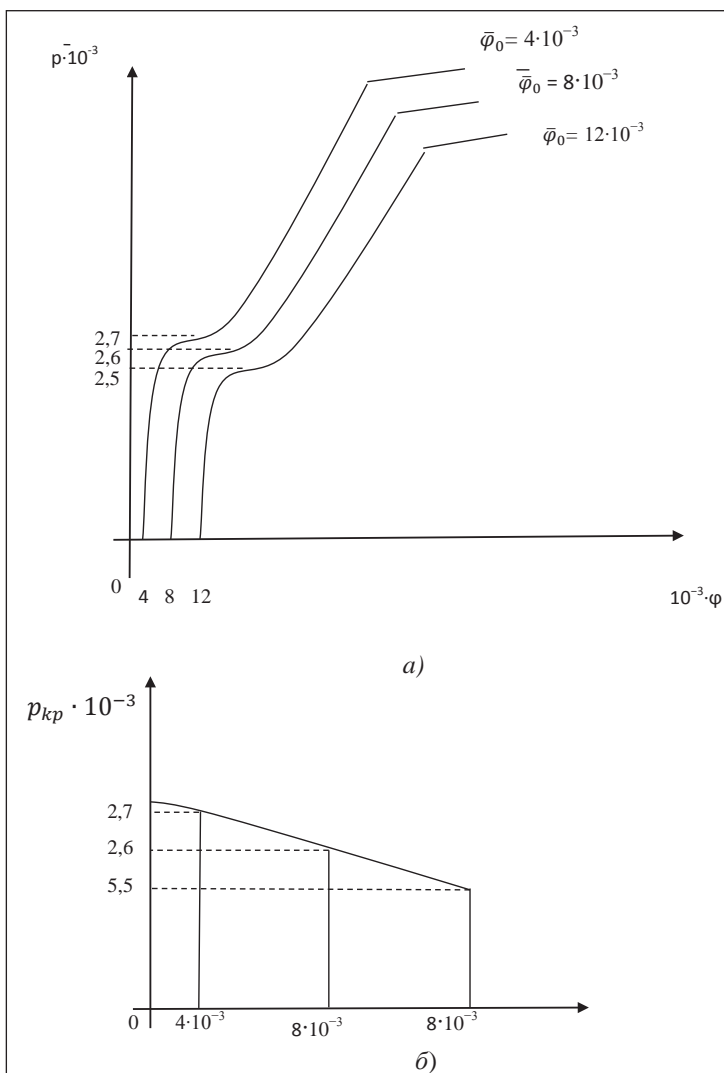 p̄·10⁻³
φ̄₀ = 4·10⁻³
φ̄₀ = 8·10⁻³
φ̄₀ = 12·10⁻³
2,7
2,6
2,5
0
4 8 12
10⁻³·φ
а)
p_{kp} · 10⁻³
2,7
2,6
5,5
0 4·10⁻³ 8·10⁻³ 8·10⁻³
б)